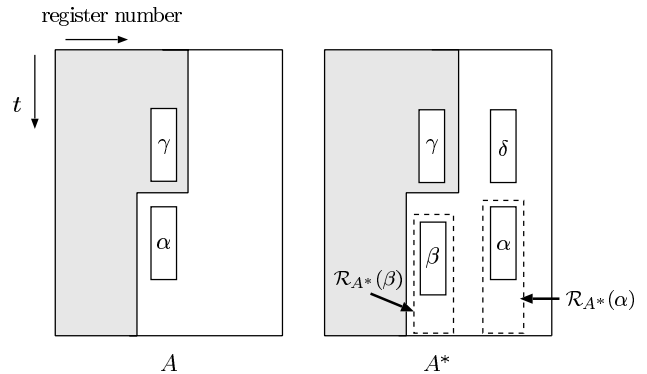 register number
t
γ
α
A
γ
δ
β
α
ℛ_{A*}(β)
ℛ_{A*}(α)
A*